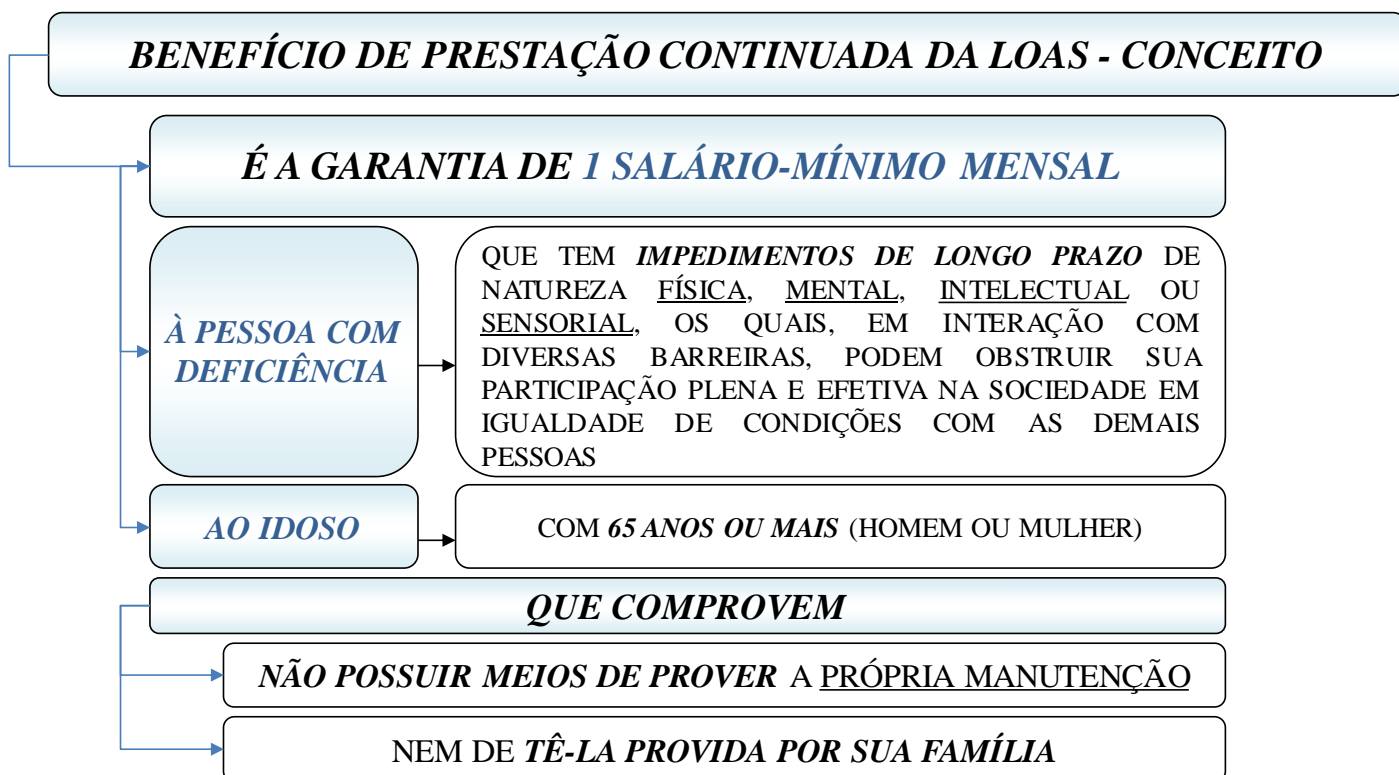 BENEFÍCIO DE PRESTAÇÃO CONTINUADA DA LOAS - CONCEITO
É A GARANTIA DE 1 SALÁRIO-MÍNIMO MENSAL
À PESSOA COM
DEFICIÊNCIA
QUE TEM IMPEDIMENTOS DE LONGO PRAZO DE
NATUREZA FÍSICA, MENTAL, INTELECTUAL OU
SENSORIAL, OS QUAIS, EM INTERAÇÃO COM
DIVERSAS BARREIRAS, PODEM OBSTRUIR SUA
PARTICIPAÇÃO PLENA E EFETIVA NA SOCIEDADE EM
IGUALDADE DE CONDIÇÕES COM AS DEMAIS
PESSOAS
AO IDOSO
COM 65 ANOS OU MAIS (HOMEM OU MULHER)
QUE COMPROVEM
NÃO POSSUIR MEIOS DE PROVER A PRÓPRIA MANUTENÇÃO
NEM DE TÊ-LA PROVIDA POR SUA FAMÍLIA